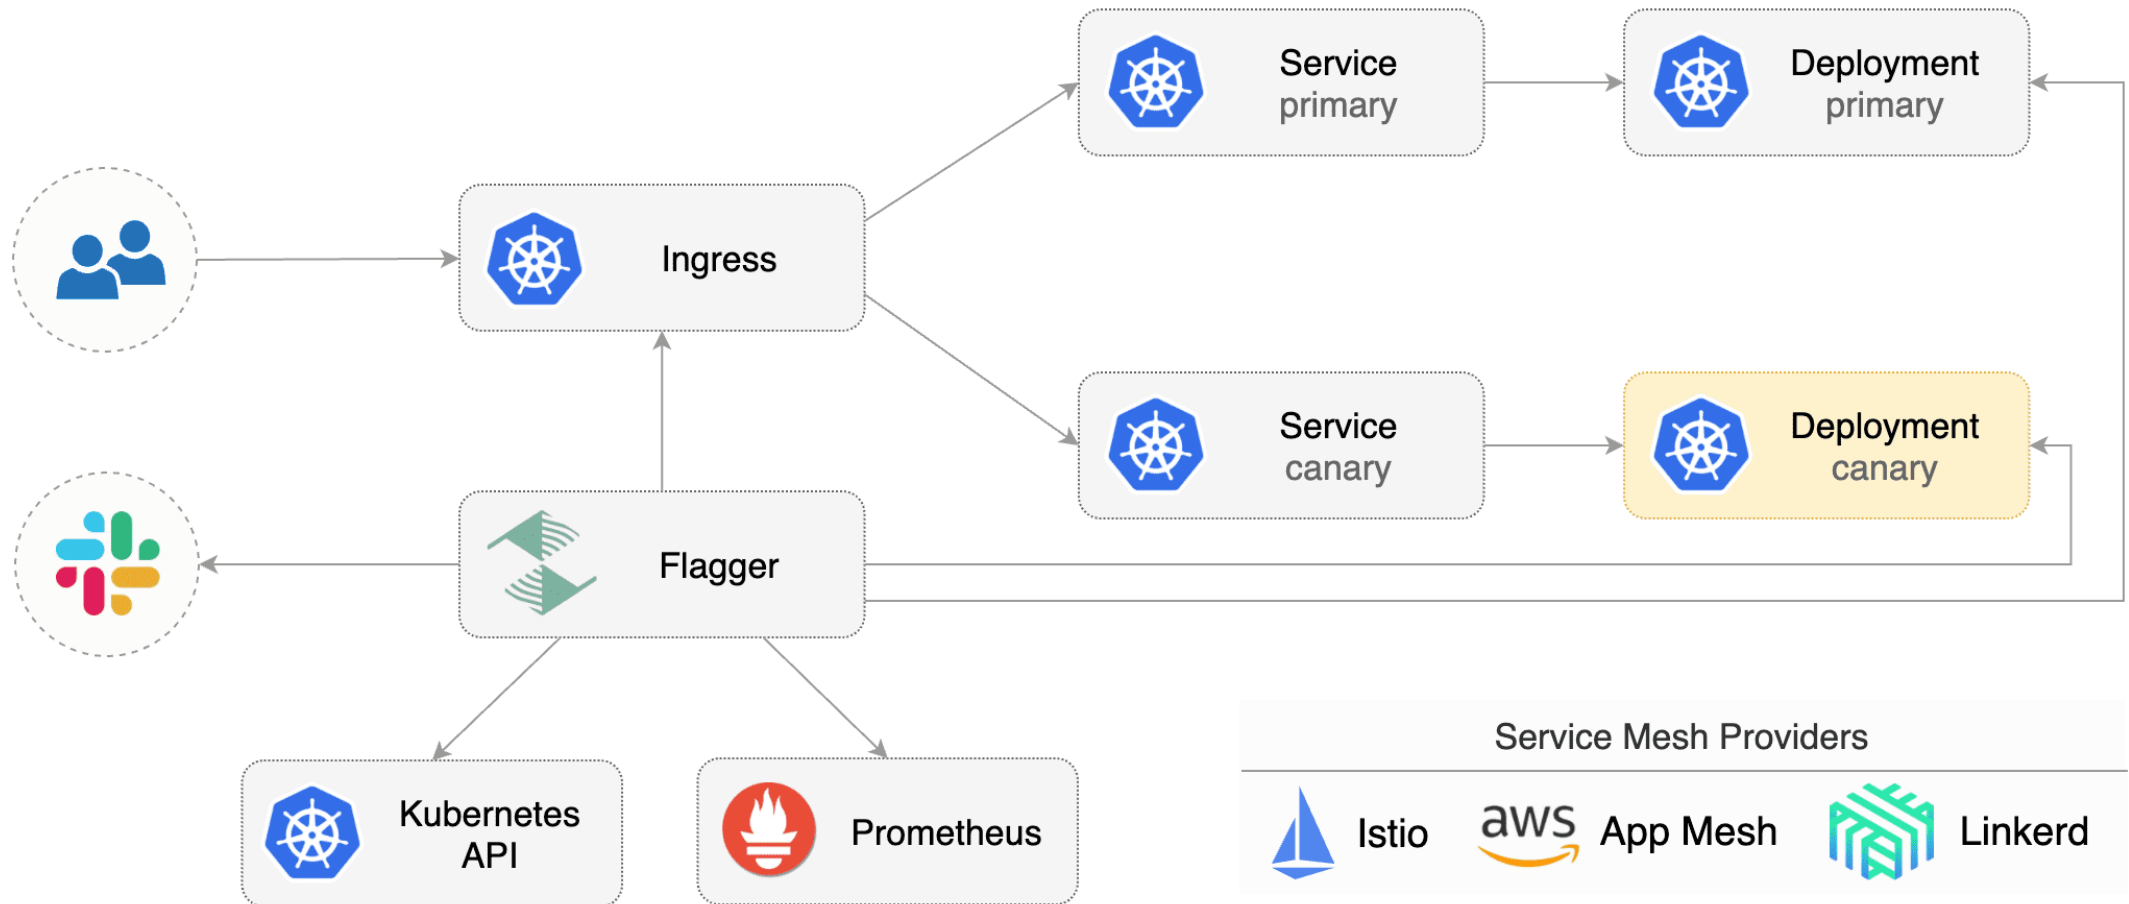 Service
primary
Deployment
primary
Ingress
Service
canary
Deployment
canary
Flagger
Kubernetes
API
Prometheus
Service Mesh Providers
Istio
aws
App Mesh
Linkerd